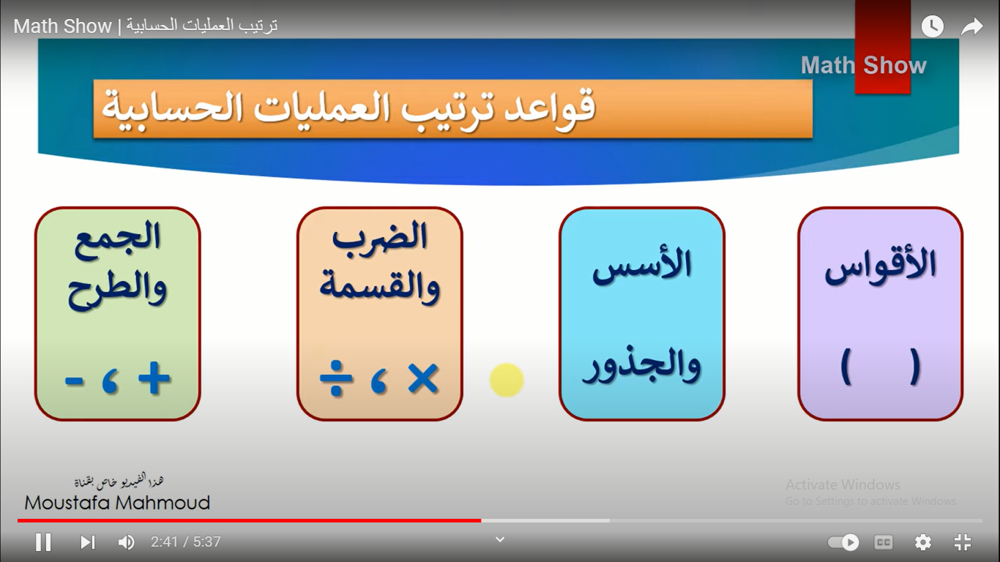 Math Show | ترتيب العمليات الحسابية
Math Show
قواعد ترتيب العمليات الحسابية
الأقواس
( )
الأسس
والجذور
الضرب
والقسمة
× ، ÷
الجمع
والطرح
+ ، -
هذا الفيديو خاص بقناة
Moustafa Mahmoud
Activate Windows
Go to Settings to activate Windows.
2:41 / 5:37
CC